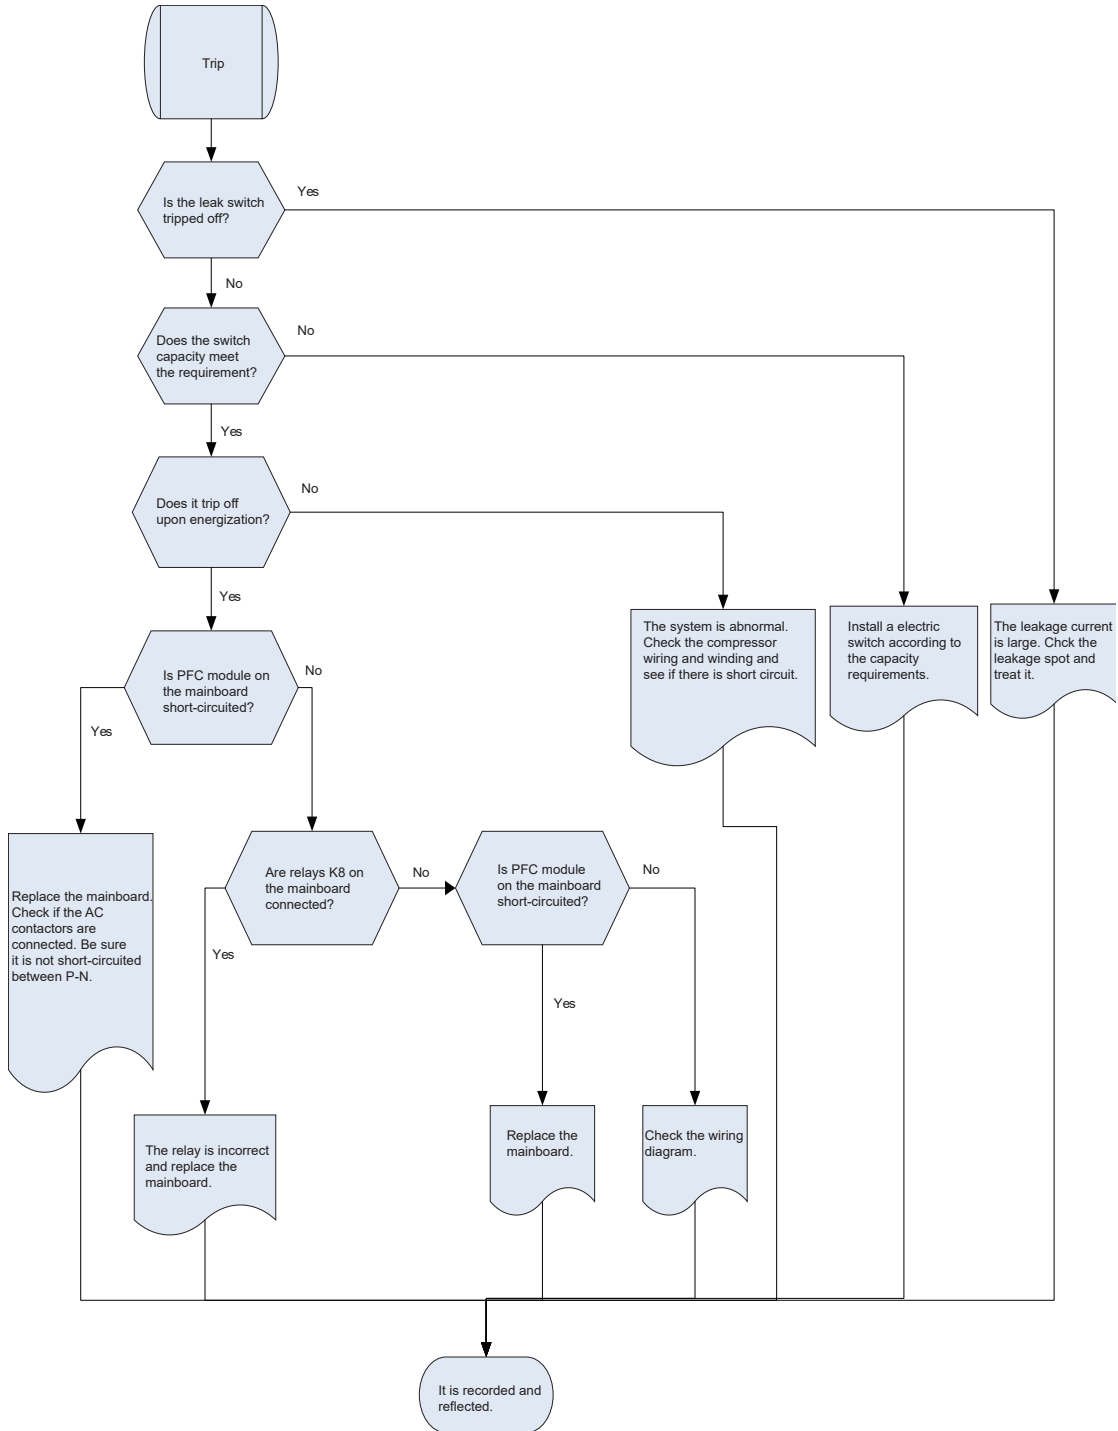 Trip
Is the leak switch
tripped off?
Yes
No
Does the switch
capacity meet
the requirement?
No
Yes
Does it trip off
upon energization?
No
Yes
Is PFC module on
the mainboard
short-circuited?
No
Yes
The system is abnormal.
Check the compressor
wiring and winding and
see if there is short circuit.
Install a electric
switch according to
the capacity
requirements.
The leakage current
is large. Chck the
leakage spot and
treat it.
Replace the mainboard.
Check if the AC
contactors are
connected. Be sure
it is not short-circuited
between P-N.
Are relays K8 on
the mainboard
connected?
No
Yes
Is PFC module
on the mainboard
short-circuited?
No
Yes
The relay is incorrect
and replace the
mainboard.
Replace the
mainboard.
Check the wiring
diagram.
It is recorded and
reflected.